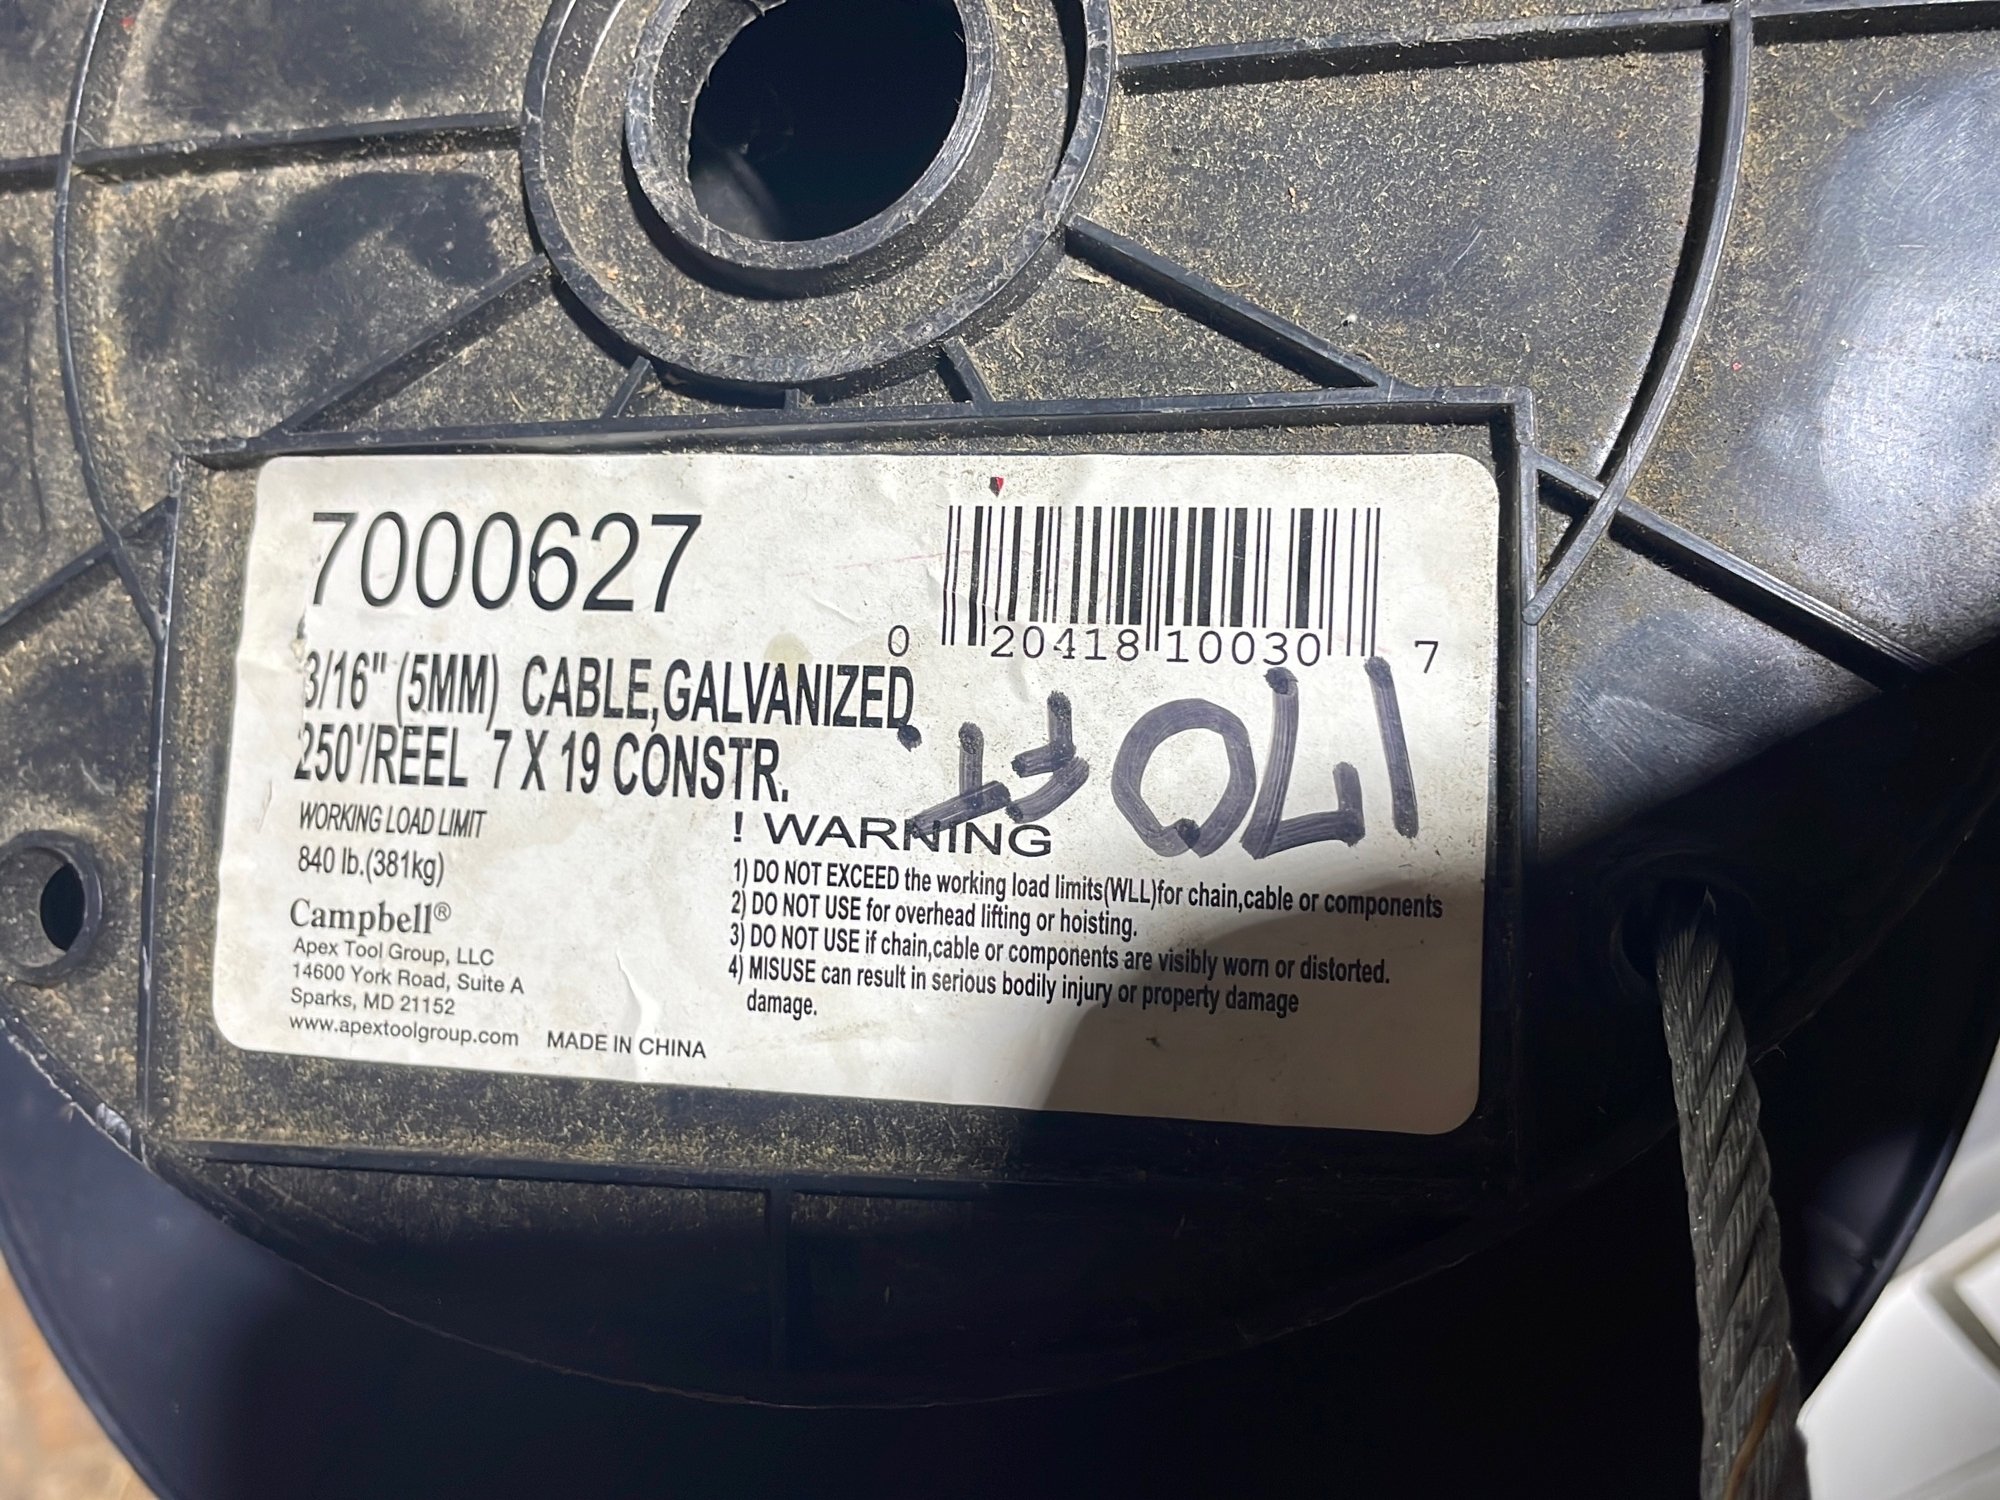 7000627
0 20418 10030 7
3/16" (5MM) CABLE,GALVANIZED
250'/REEL 7 X 19 CONSTR.
WORKING LOAD LIMIT
840 lb.(381kg)
Campbell®
Apex Tool Group, LLC
14600 York Road, Suite A
Sparks, MD 21152
www.apextoolgroup.com
MADE IN CHINA
! WARNING
1) DO NOT EXCEED the working load limits(WLL)for chain,cable or components
2) DO NOT USE for overhead lifting or hoisting.
3) DO NOT USE if chain,cable or components are visibly worn or distorted.
4) MISUSE can result in serious bodily injury or property damage
damage.